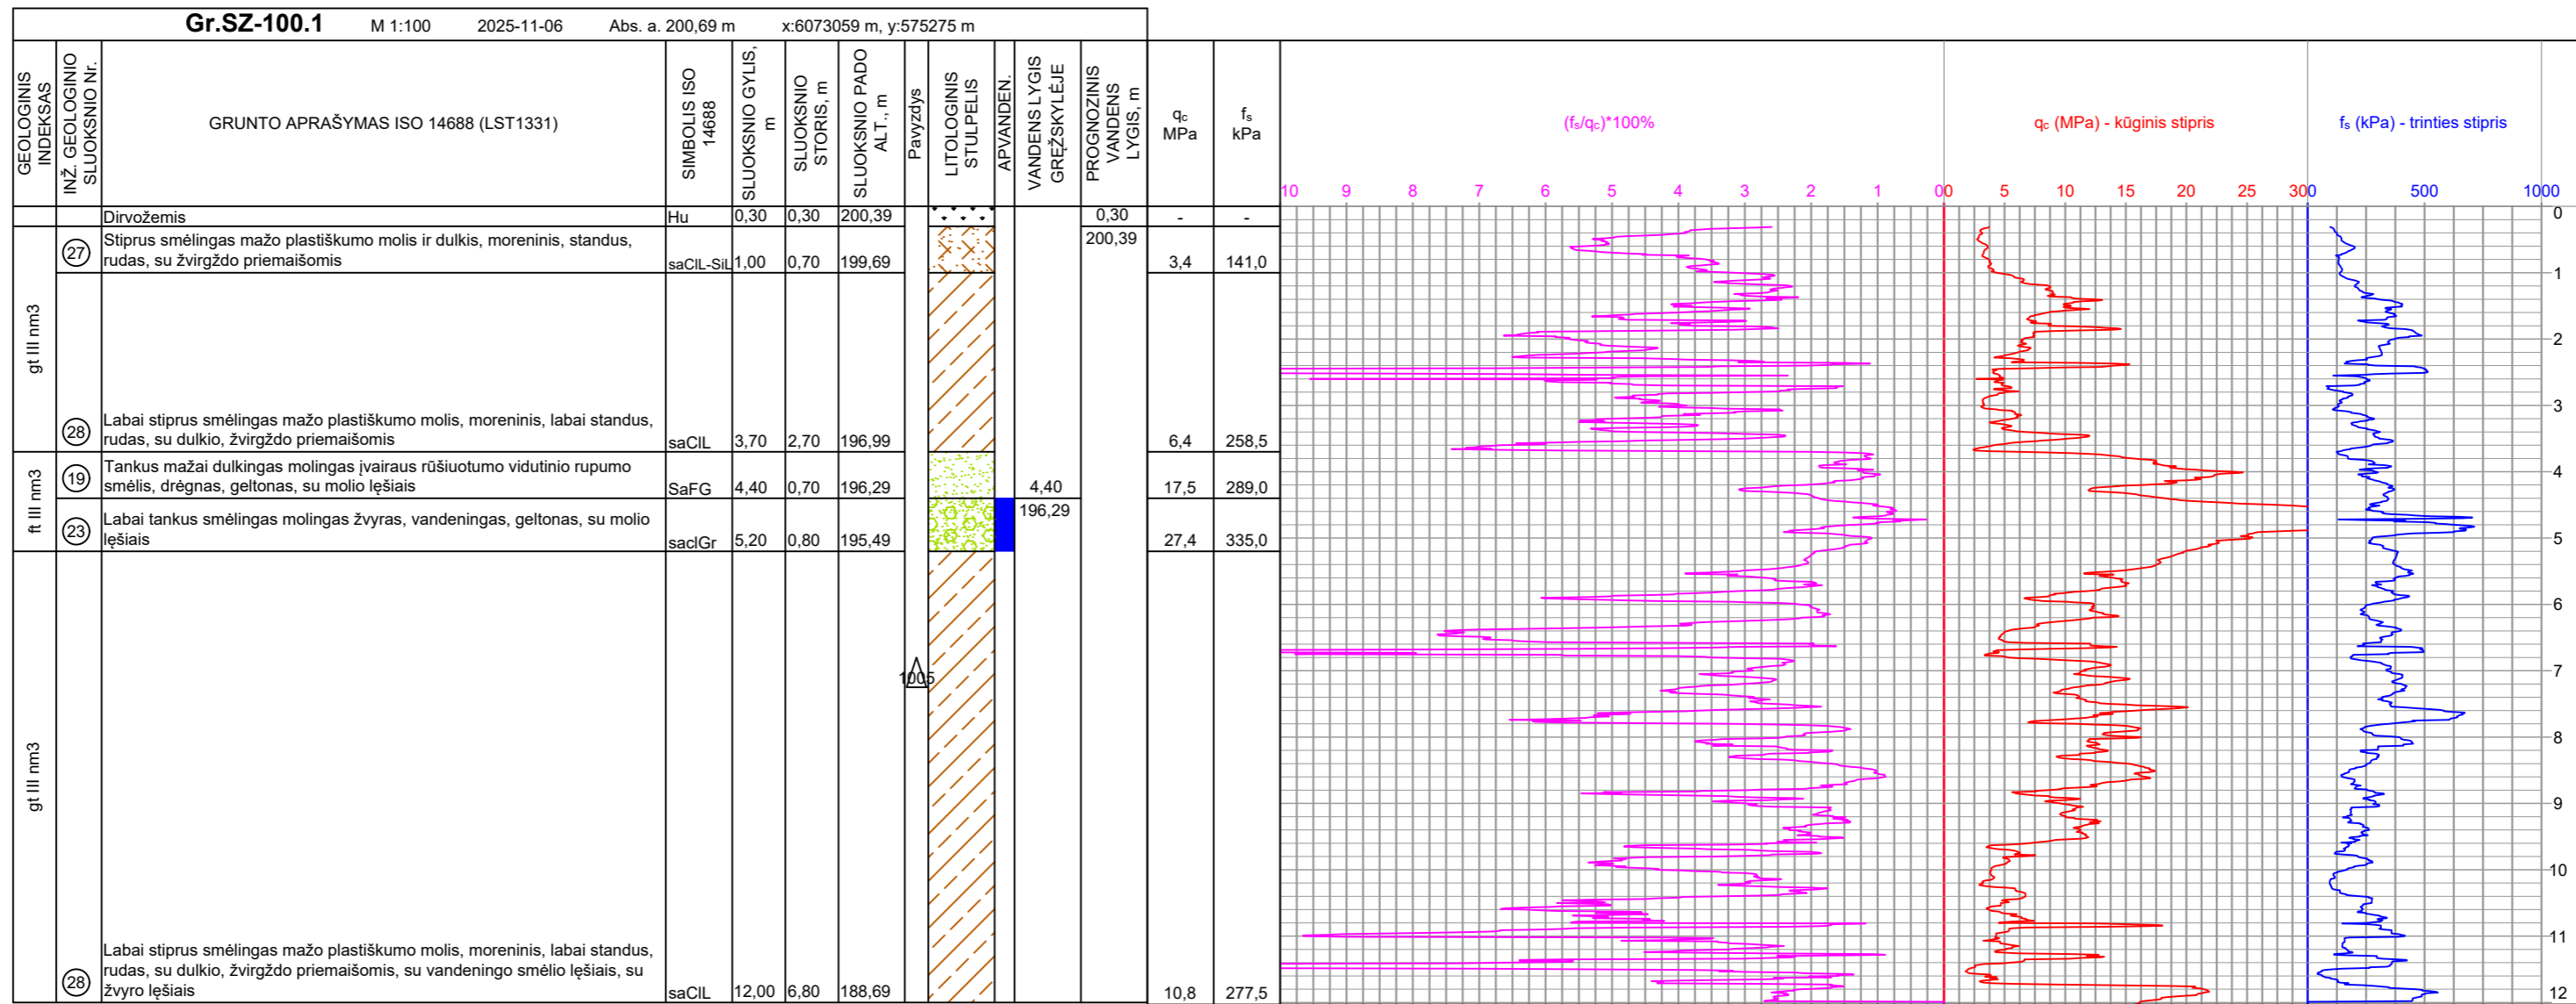 Gr.SZ-100.1 M 1:100 2025-11-06 Abs. a. 200,69 m x:6073059 m, y:575275 m
GEOLOGINIS
INDEKSAS
INŽ. GEOLOGINIO
SLUOKSNIO Nr.
GRUNTO APRAŠYMAS ISO 14688 (LST1331)
SIMBOLIS ISO
14688
SLUOKSNIO GYLIS,
m
SLUOKSNIO
STORIS, m
SLUOKSNIO PADO
ALT., m
Pavyzdys
LITOLOGINIS
STULPELIS
APVANDEN.
VANDENS LYGIS
GRĘŽSKYLĖJE
PROGNOZINIS
VANDENS
LYGIS, m
qc
MPa
fs
kPa
(fs/qc)*100%
qc (MPa) - kūginis stipris
fs (kPa) - trinties stipris
10 9 8 7 6 5 4 3 2 1 0
0 5 10 15 20 25 30
0 500 1000
Dirvožemis Hu 0,30 0,30 200,39 0,30 - -
200,39
gt III nm3
27
Stiprus smėlingas mažo plastiškumo molis ir dulkis, moreninis, standus,
rudas, su žvirgždo priemaišomis saClL-SiL 1,00 0,70 199,69 3,4 141,0
28
Labai stiprus smėlingas mažo plastiškumo molis, moreninis, labai standus,
rudas, su dulkio, žvirgždo priemaišomis saClL 3,70 2,70 196,99 6,4 258,5
ft III nm3
19
Tankus mažai dulkingas molingas įvairaus rūšiuotumo vidutinio rupumo
smėlis, drėgnas, geltonas, su molio lęšiais SaFG 4,40 0,70 196,29 4,40 17,5 289,0
196,29
23
Labai tankus smėlingas molingas žvyras, vandeningas, geltonas, su molio
lęšiais saclGr 5,20 0,80 195,49 27,4 335,0
gt III nm3
1005
28
Labai stiprus smėlingas mažo plastiškumo molis, moreninis, labai standus,
rudas, su dulkio, žvirgždo priemaišomis, su vandeningo smėlio lęšiais, su
žvyro lęšiais saClL 12,00 6,80 188,69 10,8 277,5
0
1
2
3
4
5
6
7
8
9
10
11
12